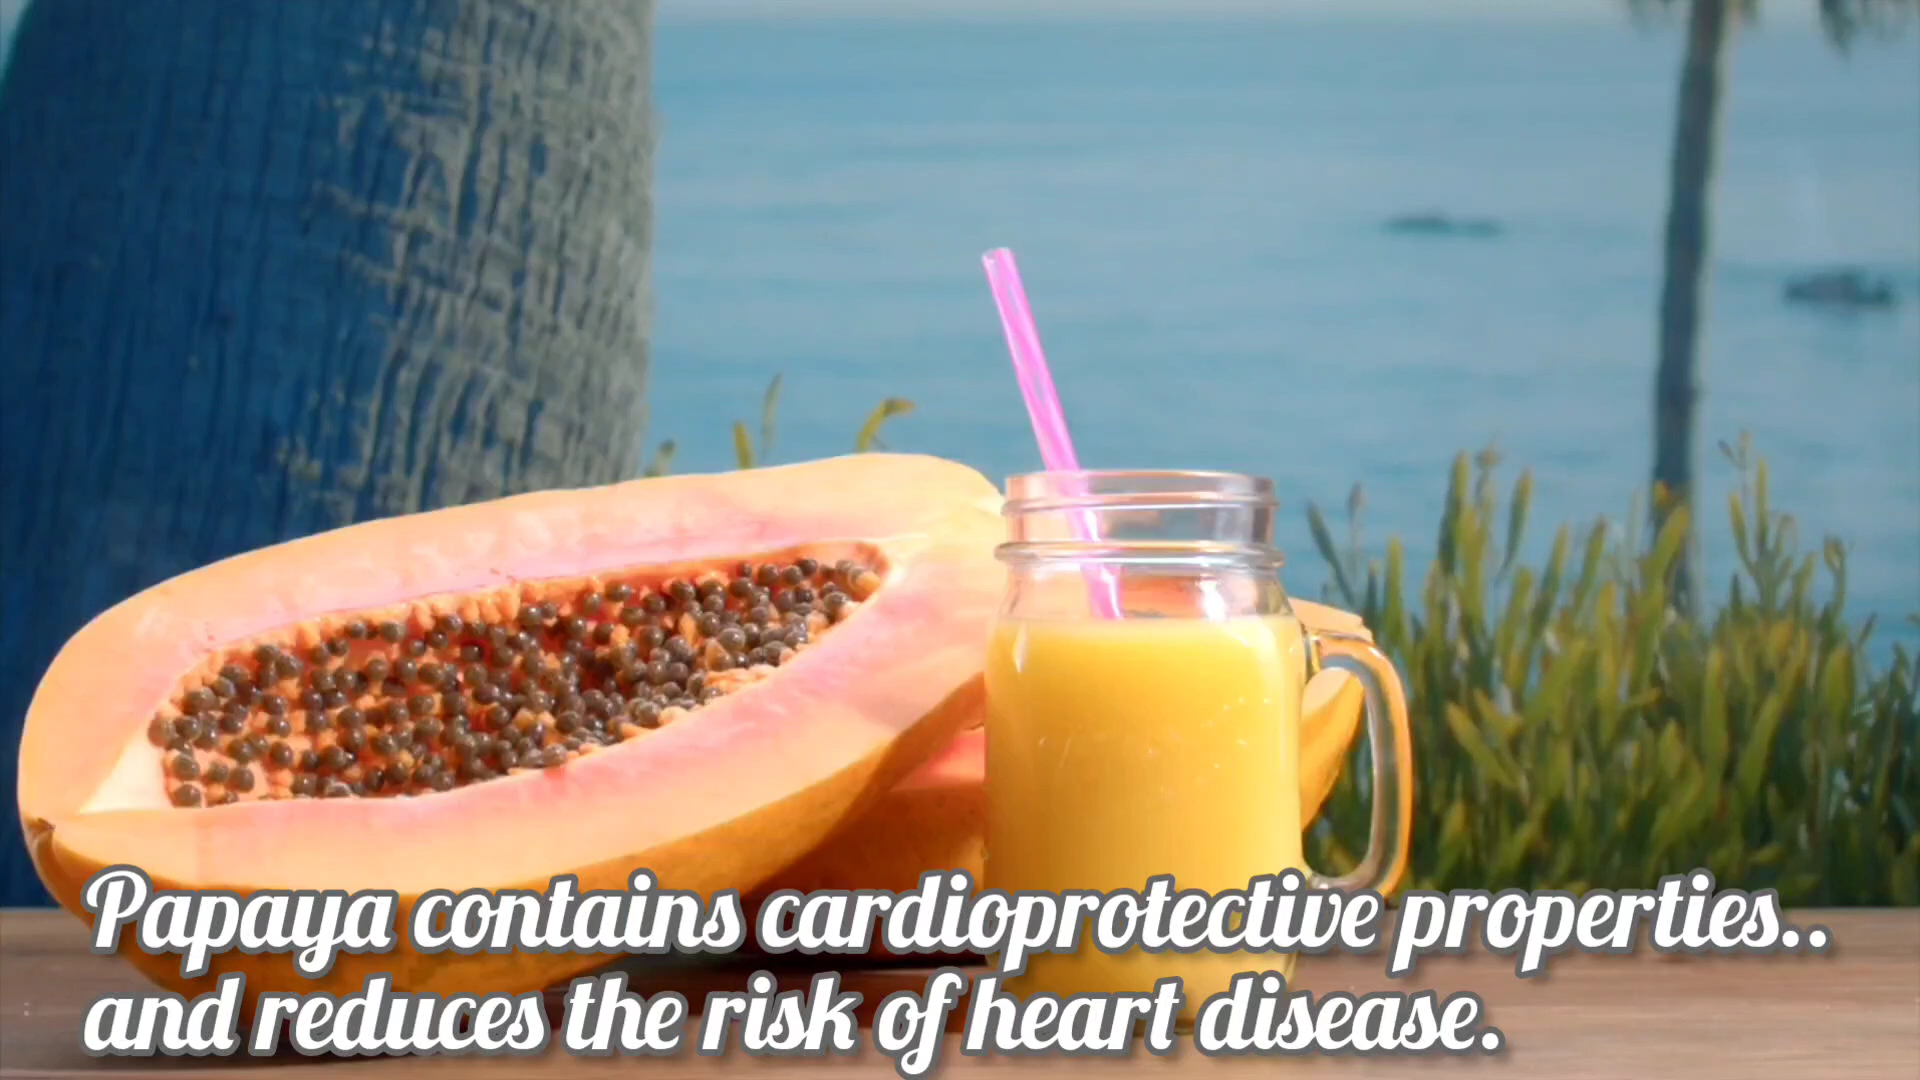 Papaya contains cardioprotective properties..
and reduces the risk of heart disease.